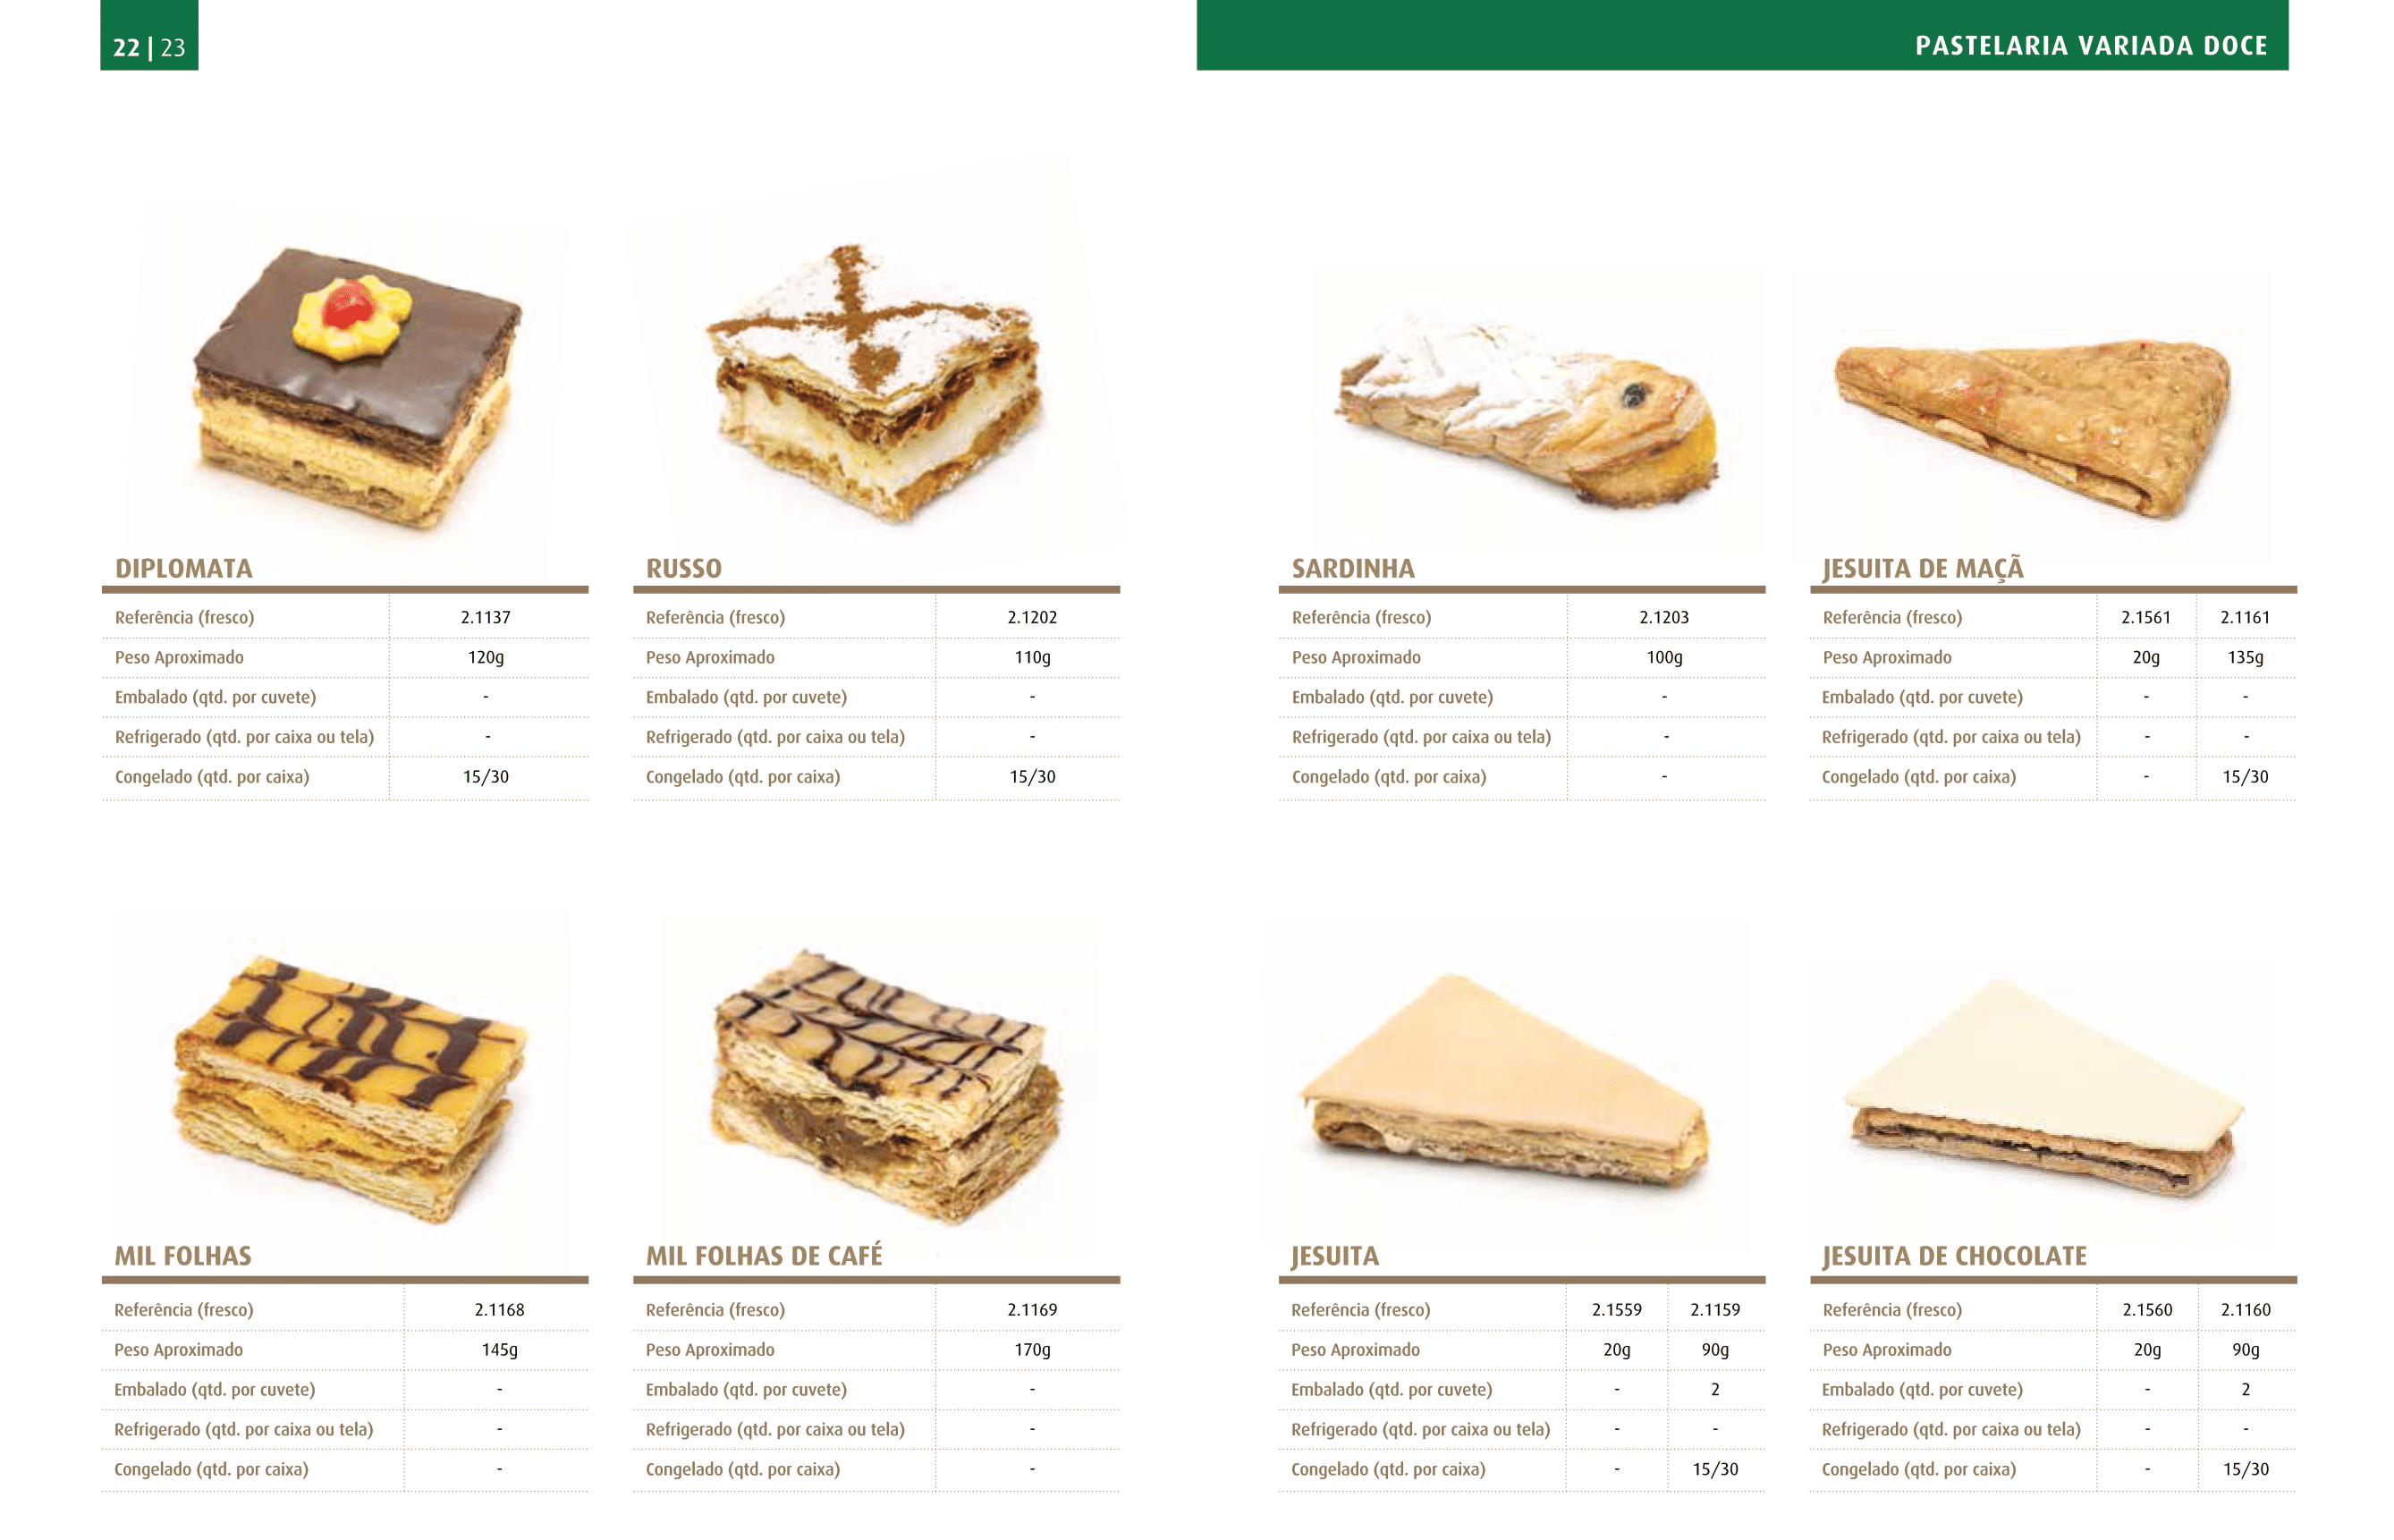 22 | 23
PASTELARIA VARIADA DOCE
DIPLOMATA
Referência (fresco) 2.1137
Peso Aproximado 120g
Embalado (qtd. por cuvete) -
Refrigerado (qtd. por caixa ou tela) -
Congelado (qtd. por caixa) 15/30
RUSSO
Referência (fresco) 2.1202
Peso Aproximado 110g
Embalado (qtd. por cuvete) -
Refrigerado (qtd. por caixa ou tela) -
Congelado (qtd. por caixa) 15/30
SARDINHA
Referência (fresco) 2.1203
Peso Aproximado 100g
Embalado (qtd. por cuvete) -
Refrigerado (qtd. por caixa ou tela) -
Congelado (qtd. por caixa) -
JESUITA DE MAÇÃ
Referência (fresco) 2.1561 2.1161
Peso Aproximado 20g 135g
Embalado (qtd. por cuvete) - -
Refrigerado (qtd. por caixa ou tela) - -
Congelado (qtd. por caixa) - 15/30
MIL FOLHAS
Referência (fresco) 2.1168
Peso Aproximado 145g
Embalado (qtd. por cuvete) -
Refrigerado (qtd. por caixa ou tela) -
Congelado (qtd. por caixa) -
MIL FOLHAS DE CAFÉ
Referência (fresco) 2.1169
Peso Aproximado 170g
Embalado (qtd. por cuvete) -
Refrigerado (qtd. por caixa ou tela) -
Congelado (qtd. por caixa) -
JESUITA
Referência (fresco) 2.1559 2.1159
Peso Aproximado 20g 90g
Embalado (qtd. por cuvete) - 2
Refrigerado (qtd. por caixa ou tela) - -
Congelado (qtd. por caixa) - 15/30
JESUITA DE CHOCOLATE
Referência (fresco) 2.1560 2.1160
Peso Aproximado 20g 90g
Embalado (qtd. por cuvete) - 2
Refrigerado (qtd. por caixa ou tela) - -
Congelado (qtd. por caixa) - 15/30